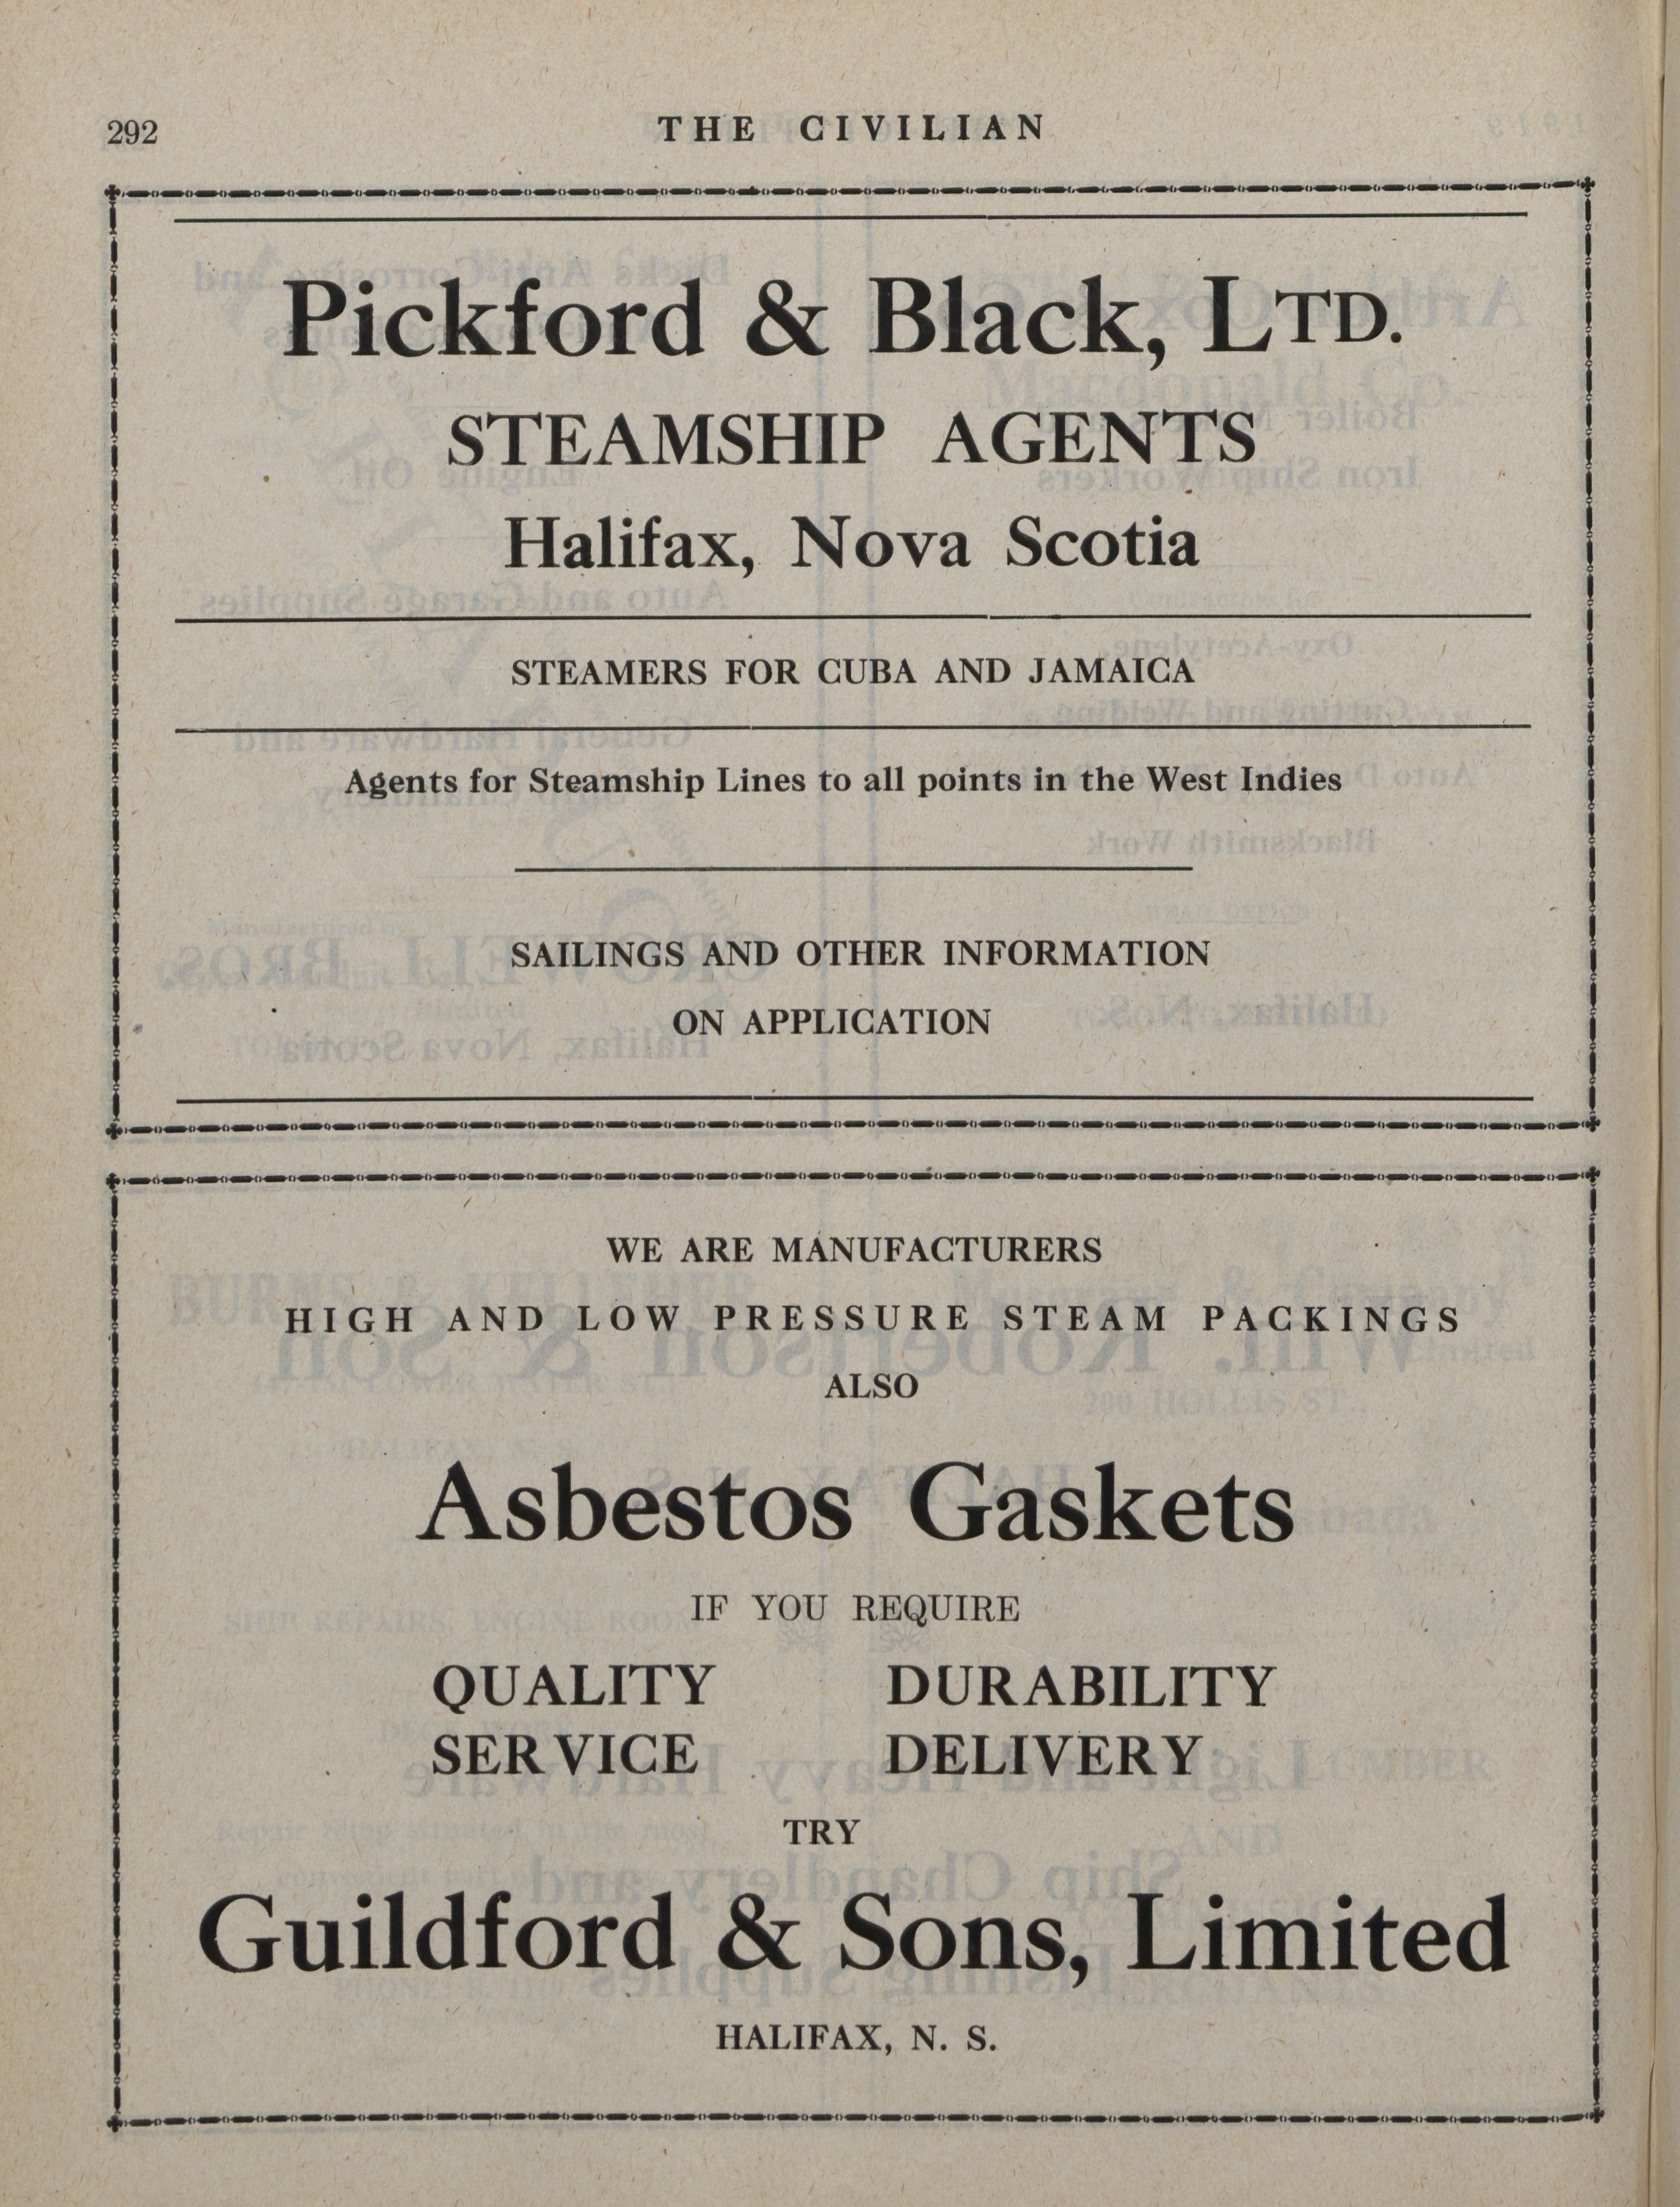 292
THE CIVILIAN
Pickford & Black, LTD.
STEAMSHIP AGENTS
Halifax, Nova Scotia
STEAMERS FOR CUBA AND JAMAICA
Agents for Steamship Lines to all points in the West Indies
SAILINGS AND OTHER INFORMATION
ON APPLICATION
WE ARE MANUFACTURERS
HIGH AND LOW PRESSURE STEAM PACKINGS
ALSO
Asbestos Gaskets
IF YOU REQUIRE
QUALITY DURABILITY
SERVICE DELIVERY
TRY
Guildford & Sons, Limited
HALIFAX, N. S.